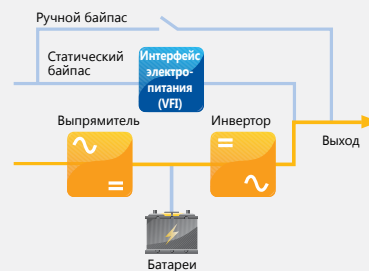 Ручной байпас
Статический
байпас
Интерфейс
электро-
питания
(VFI)
Выпрямитель
Инвертор
Выход
Батареи